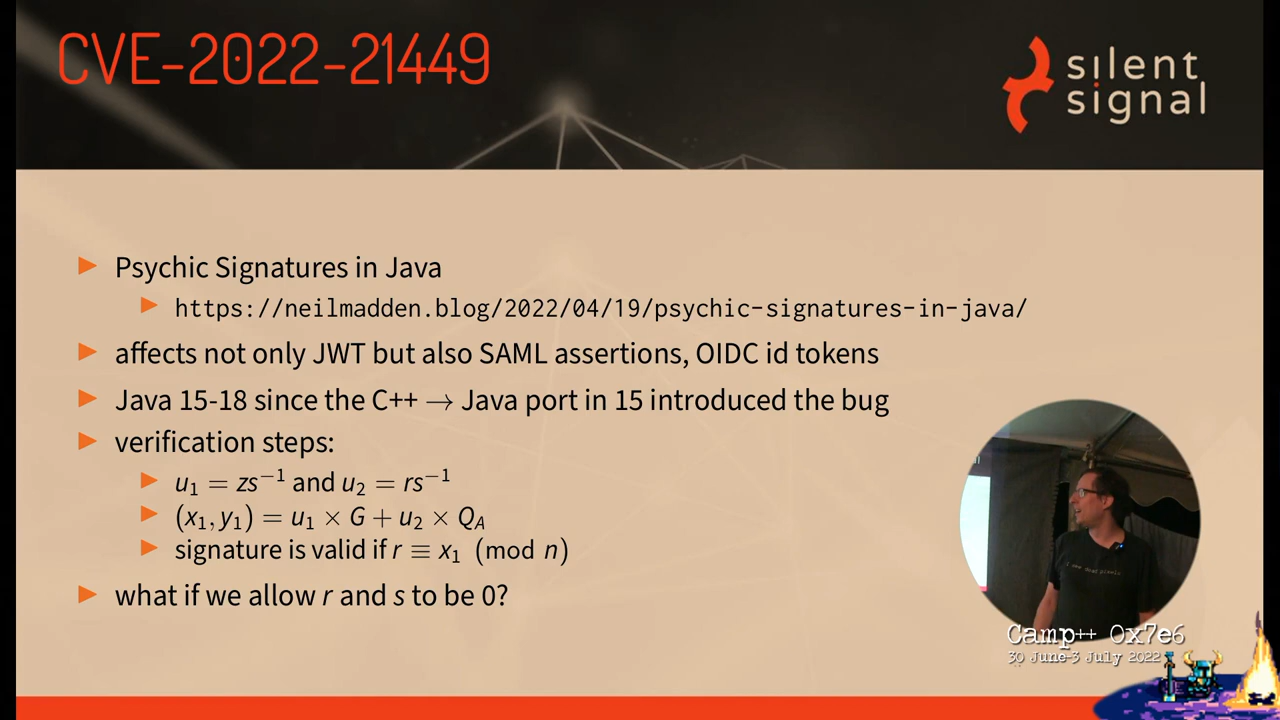 CVE-2022-21449
silent
signal
Psychic Signatures in Java
https://neilmadden.blog/2022/04/19/psychic-signatures-in-java/
affects not only JWT but also SAML assertions, OIDC id tokens
Java 15-18 since the C++ → Java port in 15 introduced the bug
verification steps:
u₁ = zs⁻¹ and u₂ = rs⁻¹
(x₁, y₁) = u₁ × G + u₂ × Q_A
signature is valid if r ≡ x₁ (mod n)
what if we allow r and s to be 0?
Camp++ 0x7e6
30 June-3 July 2022